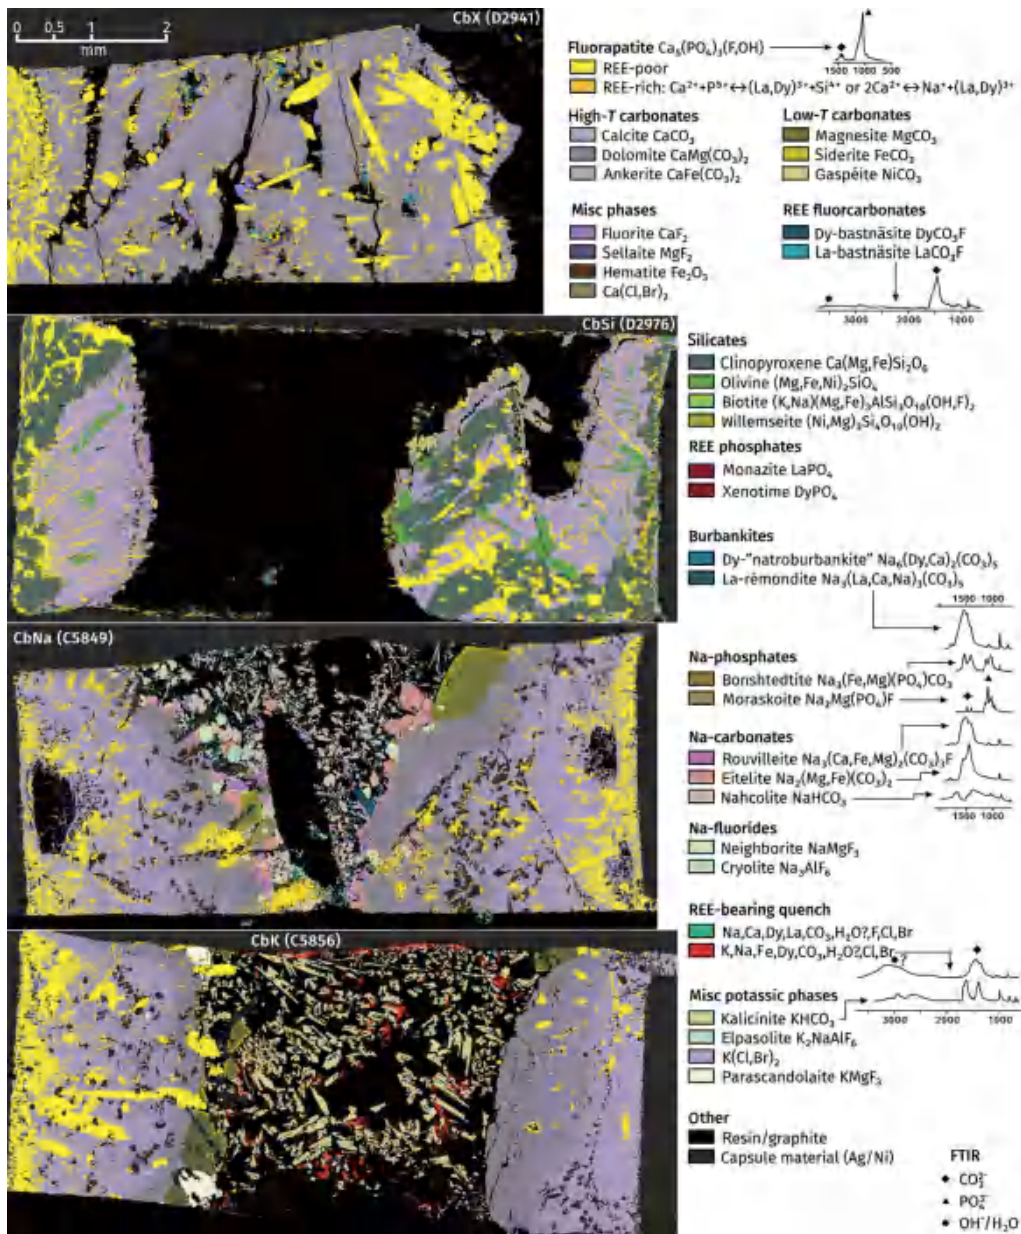 CbX (D2941)
0 0.5 1 2
mm
Fluorapatite Ca₅(PO₄)₃(F,OH)
1500 1000 500
REE-poor
REE-rich: Ca²⁺+P⁵⁺↔(La,Dy)³⁺+Si⁴⁺ or 2Ca²⁺↔Na⁺+(La,Dy)³⁺
High-T carbonates
Calcite CaCO₃
Dolomite CaMg(CO₃)₂
Ankerite CaFe(CO₃)₂
Low-T carbonates
Magnesite MgCO₃
Siderite FeCO₃
Gaspéite NiCO₃
Misc phases
Fluorite CaF₂
Sellaite MgF₂
Hematite Fe₂O₃
Ca(Cl,Br)₂
REE fluorcarbonates
Dy-bastnäsite DyCO₃F
La-bastnäsite LaCO₃F
3000 2000 1000
CbSi (D2976)
Silicates
Clinopyroxene Ca(Mg,Fe)Si₂O₆
Olivine (Mg,Fe,Ni)₂SiO₄
Biotite (K,Na)(Mg,Fe)₃AlSi₃O₁₀(OH,F)₂
Willemseite (Ni,Mg)₃Si₄O₁₀(OH)₂
REE phosphates
Monazite LaPO₄
Xenotime DyPO₄
Burbankites
Dy-"natroburbankite" Na₆(Dy,Ca)₂(CO₃)₅
La-rémondite Na₃(La,Ca,Na)₃(CO₃)₅
1500 1000
CbNa (C5849)
Na-phosphates
Bonshtedtite Na₃(Fe,Mg)(PO₄)CO₃
Moraskoite Na₂Mg(PO₄)F
Na-carbonates
Rouvilleite Na₃(Ca,Fe,Mg)₂(CO₃)₃F
Eitelite Na₂(Mg,Fe)(CO₃)₂
Nahcolite NaHCO₃
1500 1000
Na-fluorides
Neighborite NaMgF₃
Cryolite Na₃AlF₆
REE-bearing quench
Na,Ca,Dy,La,CO₃,H₂O?,F,Cl,Br
K,Na,Fe,Dy,CO₃,H₂O?,Cl,Br
?
CbK (C5856)
Misc potassic phases
Kalicinite KHCO₃
Elpasolite K₂NaAlF₆
K(Cl,Br)₂
Parascandolaite KMgF₃
3000 2000 1000
Other
Resin/graphite
Capsule material (Ag/Ni)
FTIR
◆ CO₃²⁻
▲ PO₄³⁻
● OH⁻/H₂O